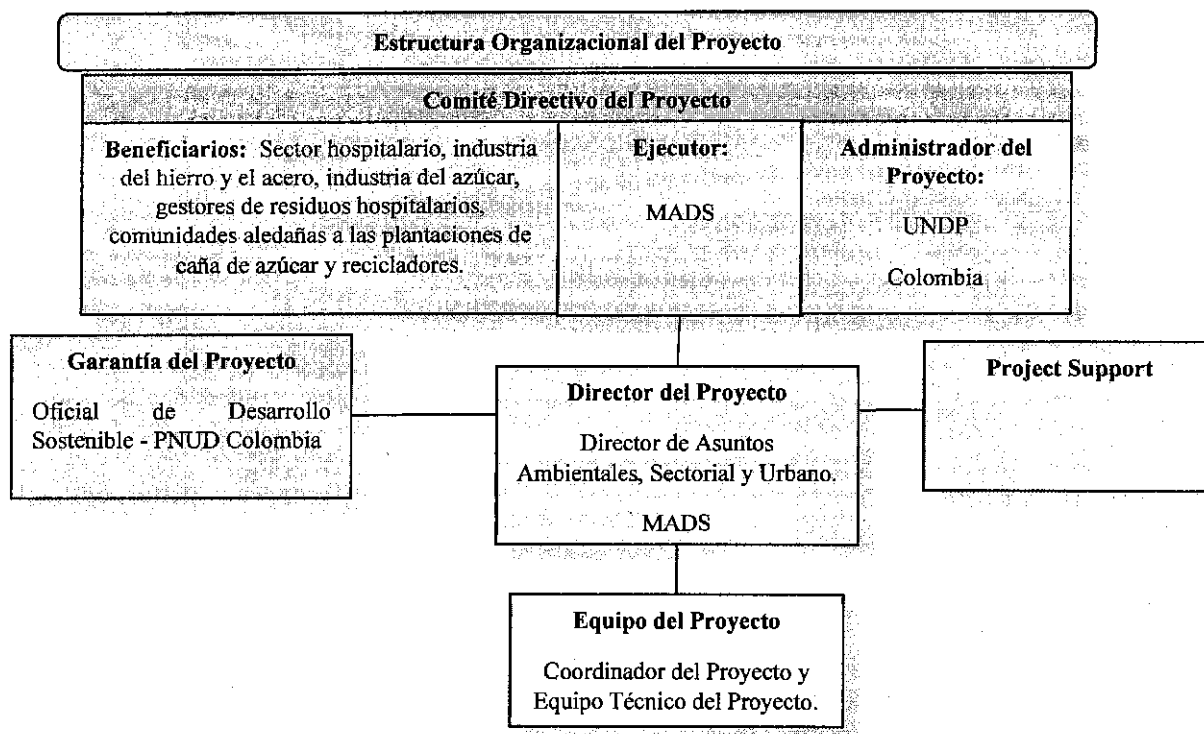 Estructura Organizacional del Proyecto
Comité Directivo del Proyecto
Beneficiarios: Sector hospitalario, industria
del hierro y el acero, industria del azúcar,
gestores de residuos hospitalarios,
comunidades aledañas a las plantaciones de
caña de azúcar y recicladores.
Ejecutor:
MADS
Administrador del
Proyecto:
UNDP
Colombia
Garantía del Proyecto
Oficial de Desarrollo
Sostenible - PNUD Colombia
Director del Proyecto
Director de Asuntos
Ambientales, Sectorial y Urbano.
MADS
Project Support
Equipo del Proyecto
Coordinador del Proyecto y
Equipo Técnico del Proyecto.